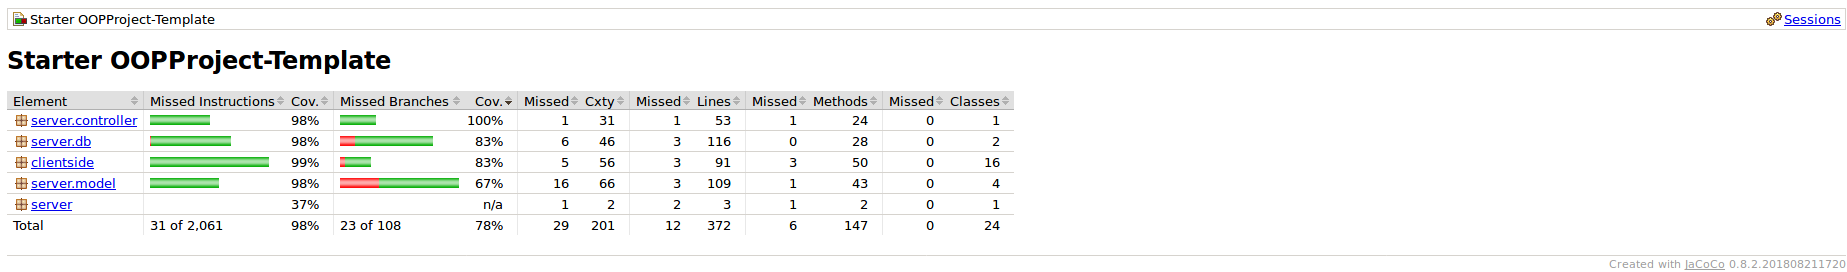 Starter OOPProject-Template Sessions
Starter OOPProject-Template
Element Missed Instructions Cov. Missed Branches Cov. Missed Cxty Missed Lines Missed Methods Missed Classes
server.controller 98% 100% 1 31 1 53 1 24 0 1
server.db 98% 83% 6 46 3 116 0 28 0 2
clientside 99% 83% 5 56 3 91 3 50 0 16
server.model 98% 67% 16 66 3 109 1 43 0 4
server 37% n/a 1 2 2 3 1 2 0 1
Total 31 of 2,061 98% 23 of 108 78% 29 201 12 372 6 147 0 24
Created with JaCoCo 0.8.2.201808211720